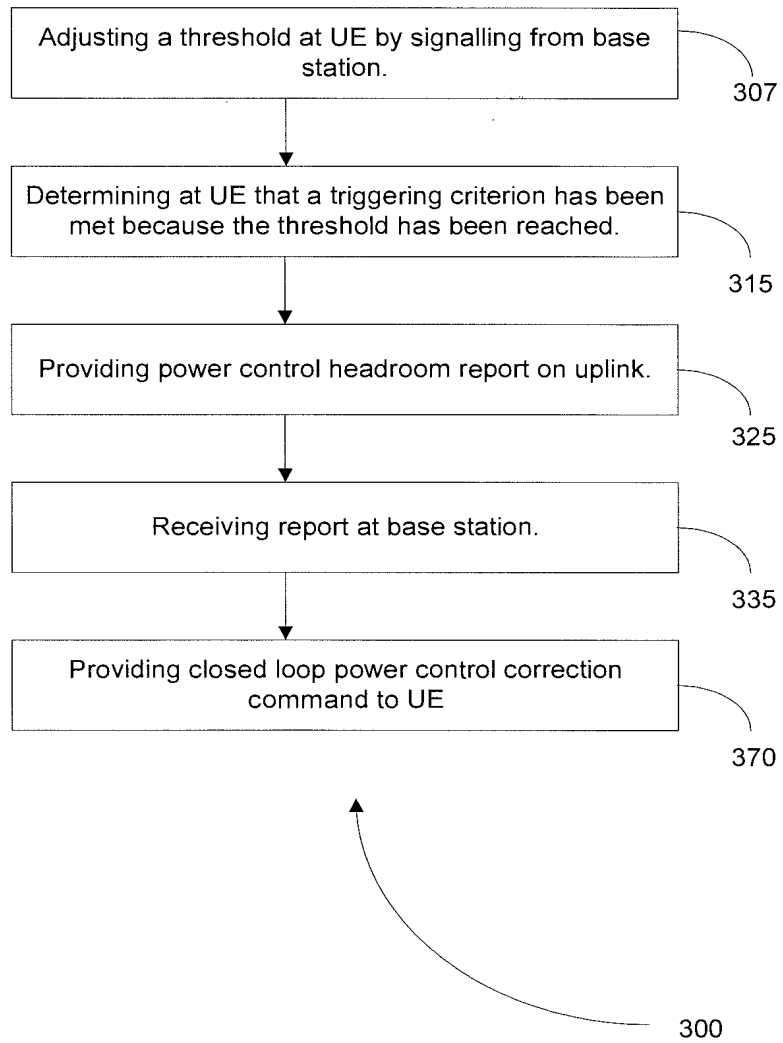 Adjusting a threshold at UE by signalling from base
station.
307
Determining at UE that a triggering criterion has been
met because the threshold has been reached.
315
Providing power control headroom report on uplink.
325
Receiving report at base station.
335
Providing closed loop power control correction
command to UE
370
300